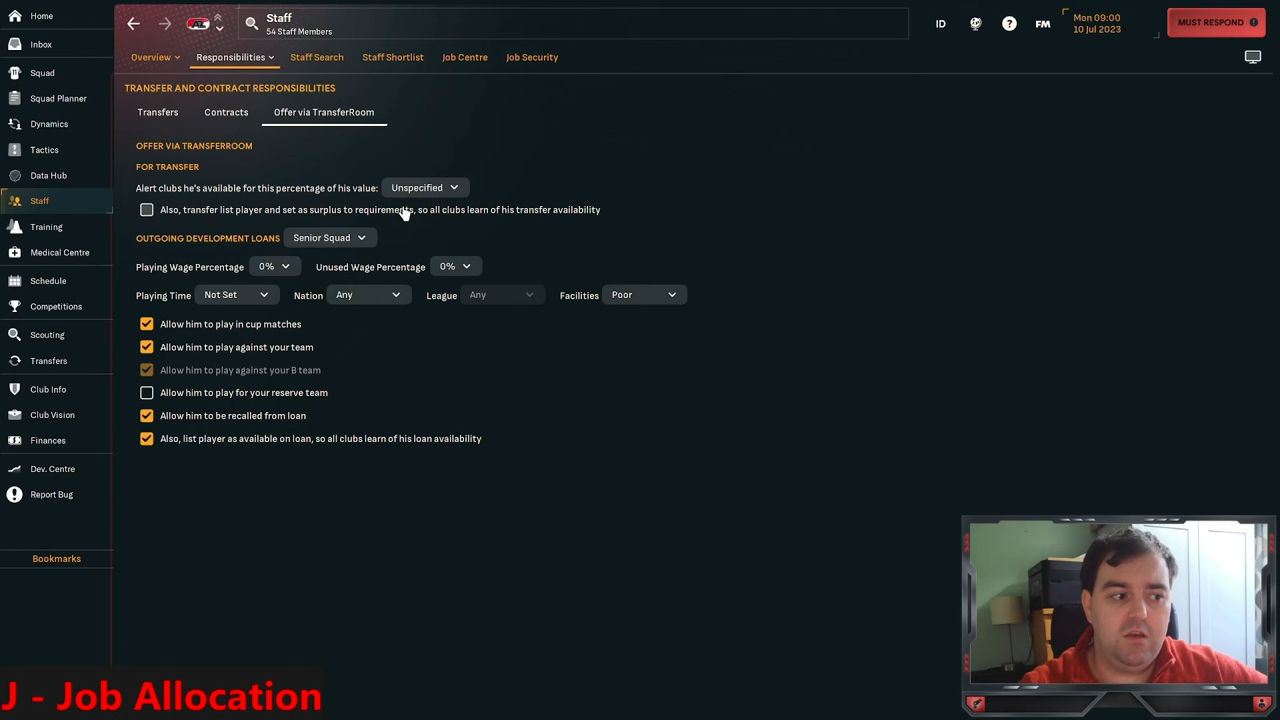 Home
Inbox
Squad
Squad Planner
Dynamics
Tactics
Data Hub
Staff
Training
Medical Centre
Schedule
Competitions
Scouting
Transfers
Club Info
Club Vision
Finances
Dev. Centre
Report Bug
Bookmarks
AZ
Staff
54 Staff Members
ID
FM
Mon 09:00
10 Jul 2023
MUST RESPOND
Overview
Responsibilities
Staff Search
Staff Shortlist
Job Centre
Job Security
TRANSFER AND CONTRACT RESPONSIBILITIES
Transfers
Contracts
Offer via TransferRoom
OFFER VIA TRANSFERROOM
FOR TRANSFER
Alert clubs he's available for this percentage of his value: Unspecified
Also, transfer list player and set as surplus to requirements, so all clubs learn of his transfer availability
OUTGOING DEVELOPMENT LOANS Senior Squad
Playing Wage Percentage 0% Unused Wage Percentage 0%
Playing Time Not Set Nation Any League Any Facilities Poor
Allow him to play in cup matches
Allow him to play against your team
Allow him to play against your B team
Allow him to play for your reserve team
Allow him to be recalled from loan
Also, list player as available on loan, so all clubs learn of his loan availability
J - Job Allocation